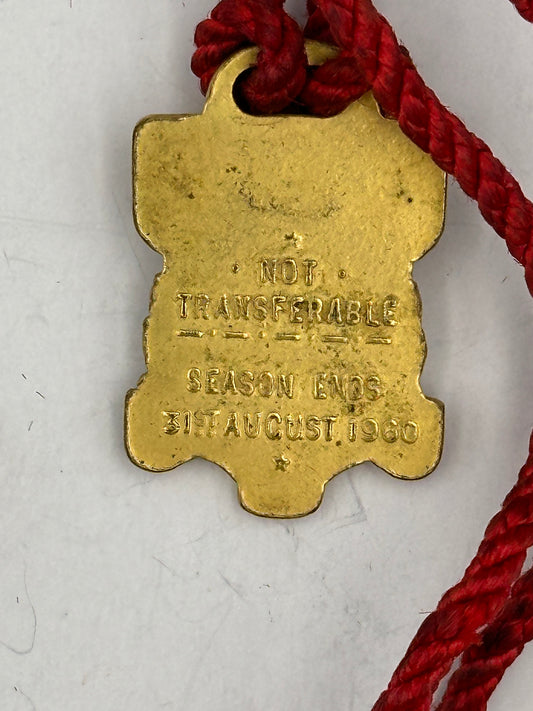 · NOT ·
TRANSFERABLE
SEASON ENDS
31ST AUGUST, 1960